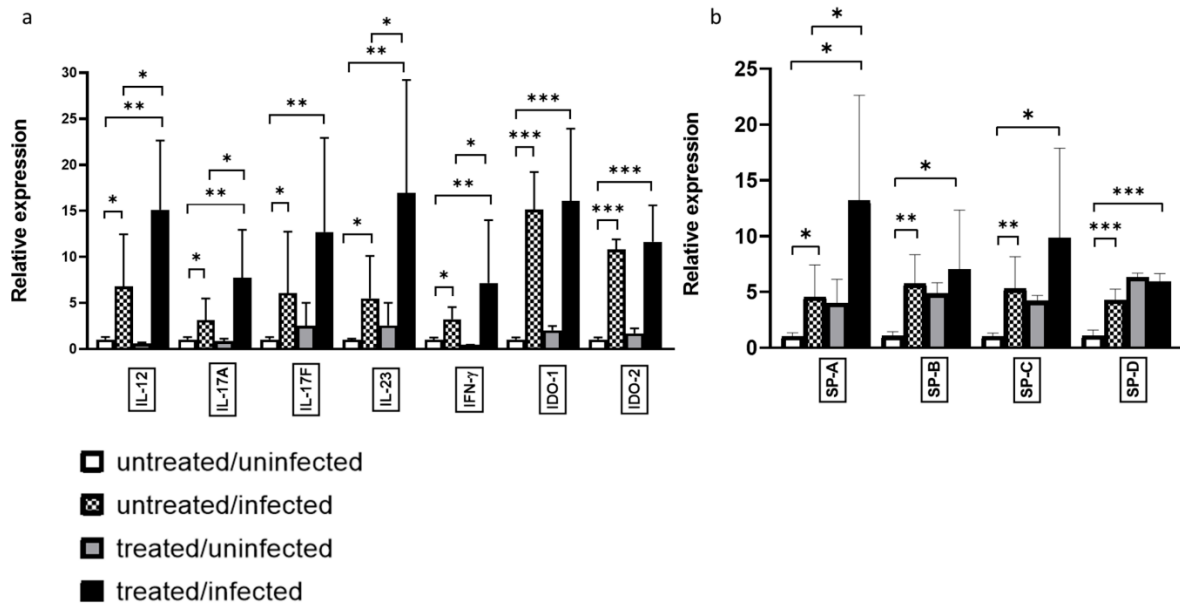 a
b
Relative expression
30
25
20
15
10
5
0
* ** * * ** * * ** * ** * * ** * *** *** *** ***
IL-12
IL-17A
IL-17F
IL-23
IFN-γ
IDO-1
IDO-2
Relative expression
25
20
15
10
5
0
* * * ** * ** * *** ***
SP-A
SP-B
SP-C
SP-D
untreated/uninfected
untreated/infected
treated/uninfected
treated/infected